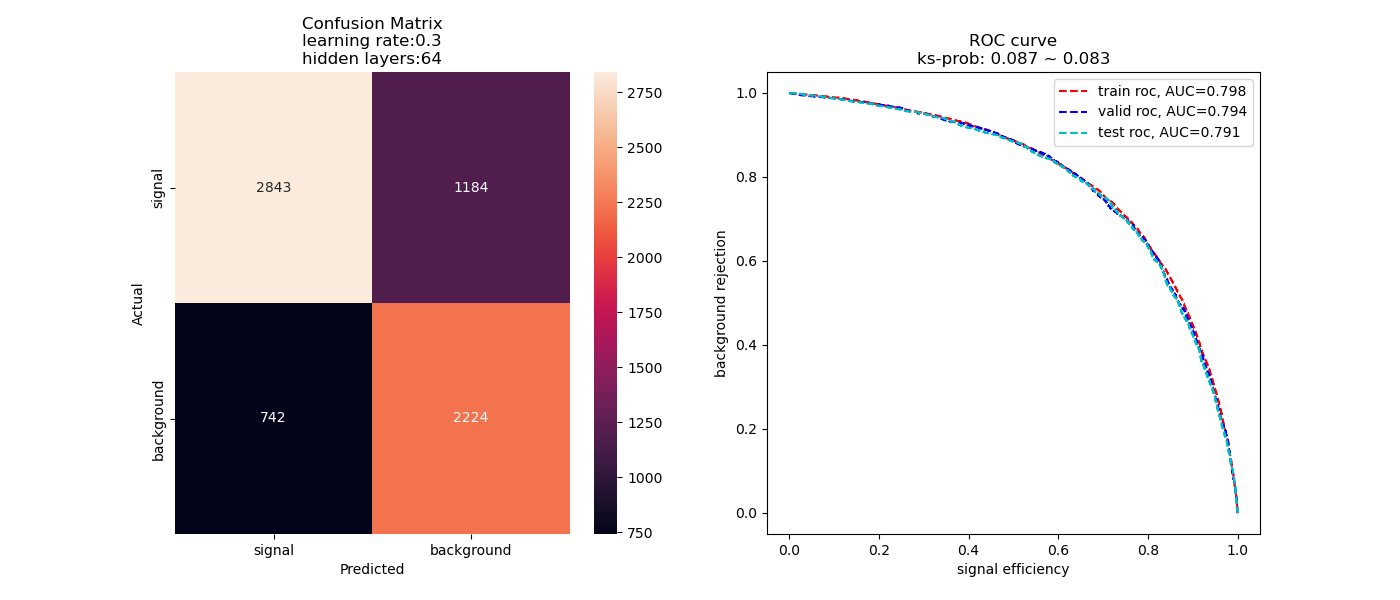 Confusion Matrix
learning rate:0.3
hidden layers:64
signal
background
Actual
2843
1184
742
2224
signal
background
Predicted
2750
2500
2250
2000
1750
1500
1250
1000
750
ROC curve
ks-prob: 0.087 ~ 0.083
train roc, AUC=0.798
valid roc, AUC=0.794
test roc, AUC=0.791
background rejection
1.0
0.8
0.6
0.4
0.2
0.0
0.0
0.2
0.4
0.6
0.8
1.0
signal efficiency